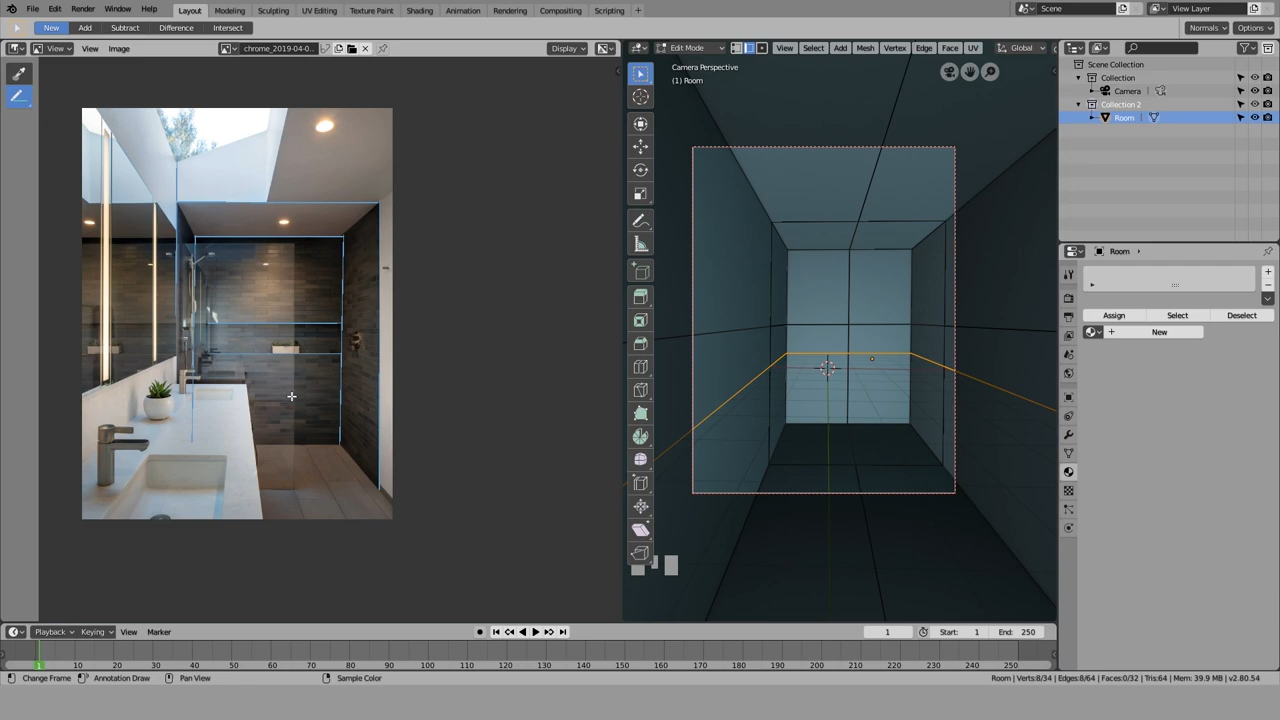 File Edit Render Window Help Layout Modeling Sculpting UV Editing Texture Paint Shading Animation Rendering Compositing Scripting + Scene View Layer
New Add Subtract Difference Intersect Normals Options
View View Image chrome_2019-04-0... Display Edit Mode View Select Add Mesh Vertex Edge Face UV Global
Camera Perspective
(1) Room
Scene Collection
Collection
Camera
Collection 2
Room
Room
Assign Select Deselect
New
Playback Keying View Marker 1 Start: 1 End: 250
1 10 20 30 40 50 60 70 80 90 100 110 120 130 140 150 160 170 180 190 200 210 220 230 240 250
Change Frame Annotation Draw Pan View Sample Color Room | Verts:8/34 | Edges:8/64 | Faces:0/32 | Tris:64 | Mem: 39.9 MB | v2.80.54